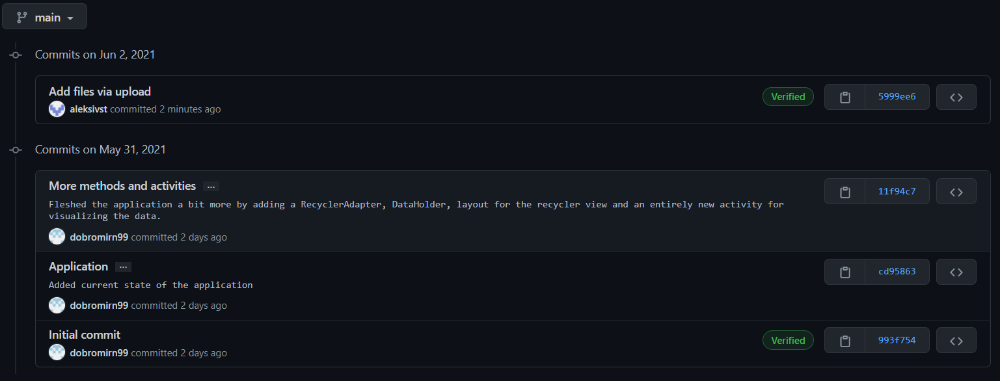 main
Commits on Jun 2, 2021
Add files via upload
aleksivst committed 2 minutes ago
Verified
5999ee6
Commits on May 31, 2021
More methods and activities ...
Fleshed the application a bit more by adding a RecyclerAdapter, DataHolder, layout for the recycler view and an entirely new activity for
visualizing the data.
dobromirn99 committed 2 days ago
11f94c7
Application ...
Added current state of the application
dobromirn99 committed 2 days ago
cd95863
Initial commit
dobromirn99 committed 2 days ago
Verified
993f754